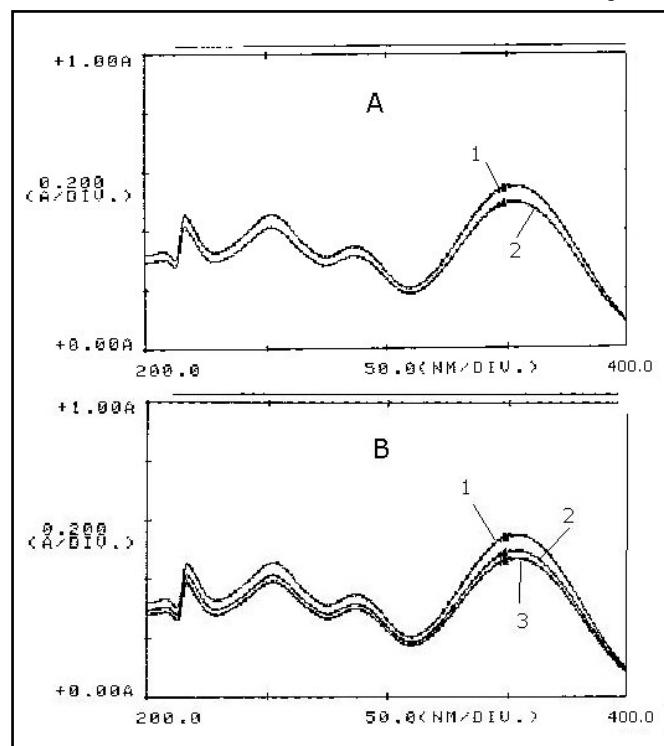 +1.00A
A
1
0.200
(A/DIV.)
2
+0.00A
200.0 50.0(NM/DIV.) 400.0
+1.00A
B
1
2
0.200
(A/DIV.)
3
+0.00A
200.0 50.0(NM/DIV.) 400.0